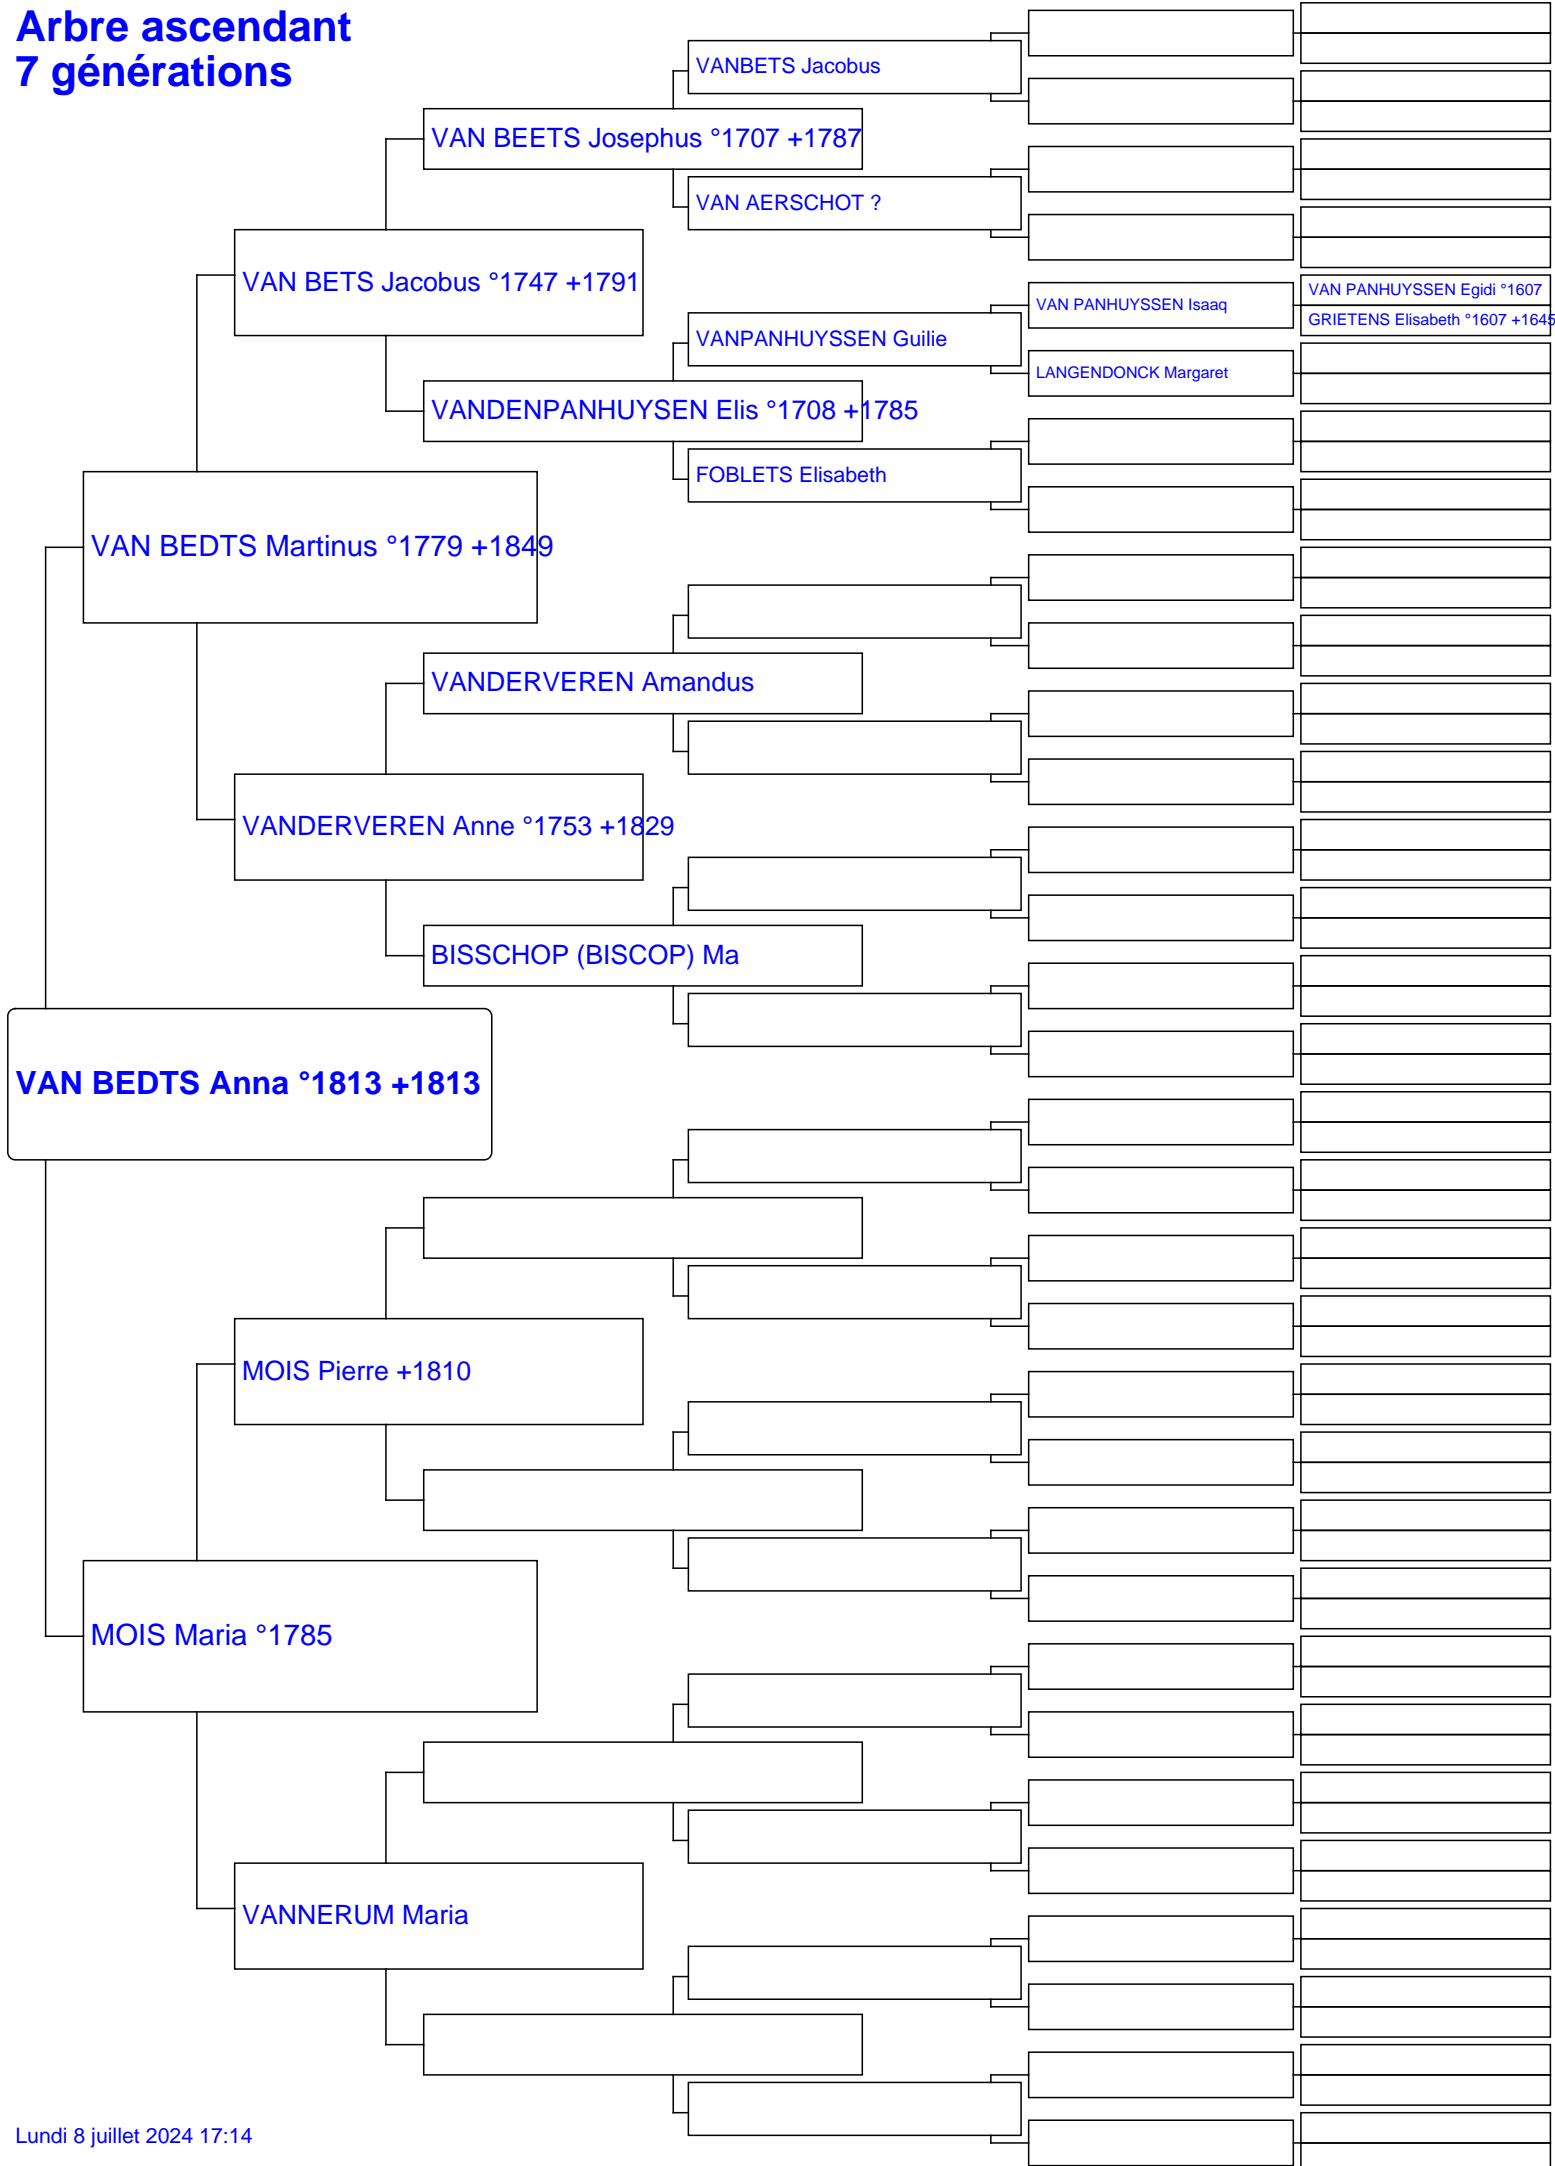 Arbre ascendant
7 générations
VANBETS Jacobus
VAN BEETS Josephus °1707 +1787
VAN AERSCHOT ?
VAN BETS Jacobus °1747 +1791
VAN PANHUYSSEN Egidi °1607
VAN PANHUYSSEN Isaaq
GRIETENS Elisabeth °1607 +1645
VANPANHUYSSEN Guilie
LANGENDONCK Margaret
VANDENPANHUYSEN Elis °1708 +1785
FOBLETS Elisabeth
VAN BEDTS Martinus °1779 +1849
VANDERVEREN Amandus
VANDERVEREN Anne °1753 +1829
BISSCHOP (BISCOP) Ma
VAN BEDTS Anna °1813 +1813
MOIS Pierre +1810
MOIS Maria °1785
VANNERUM Maria
Lundi 8 juillet 2024 17:14